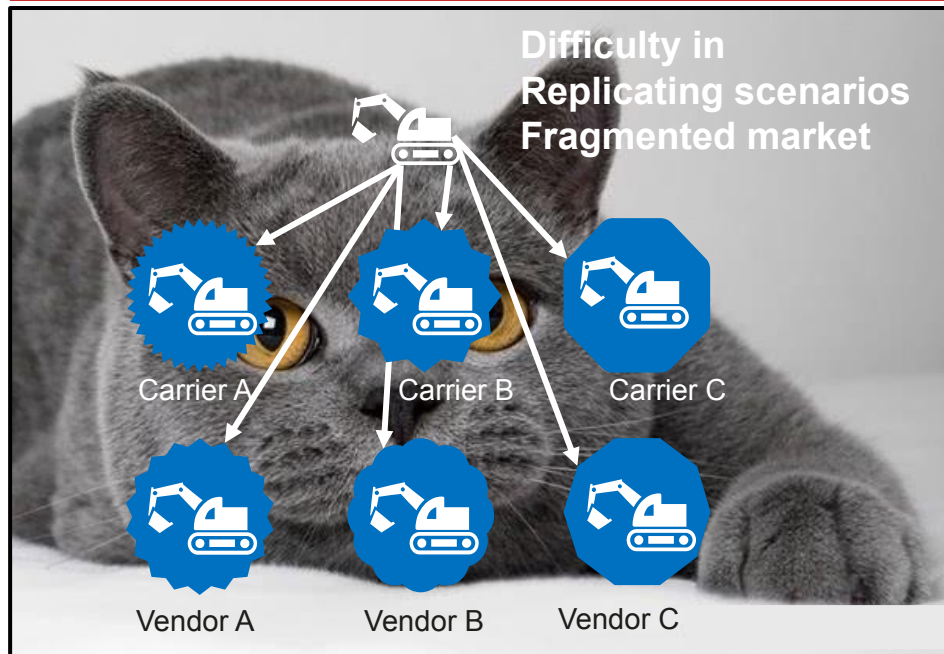 Difficulty in
Replicating scenarios
Fragmented market
Carrier A
Carrier B
Carrier C
Vendor A
Vendor B
Vendor C